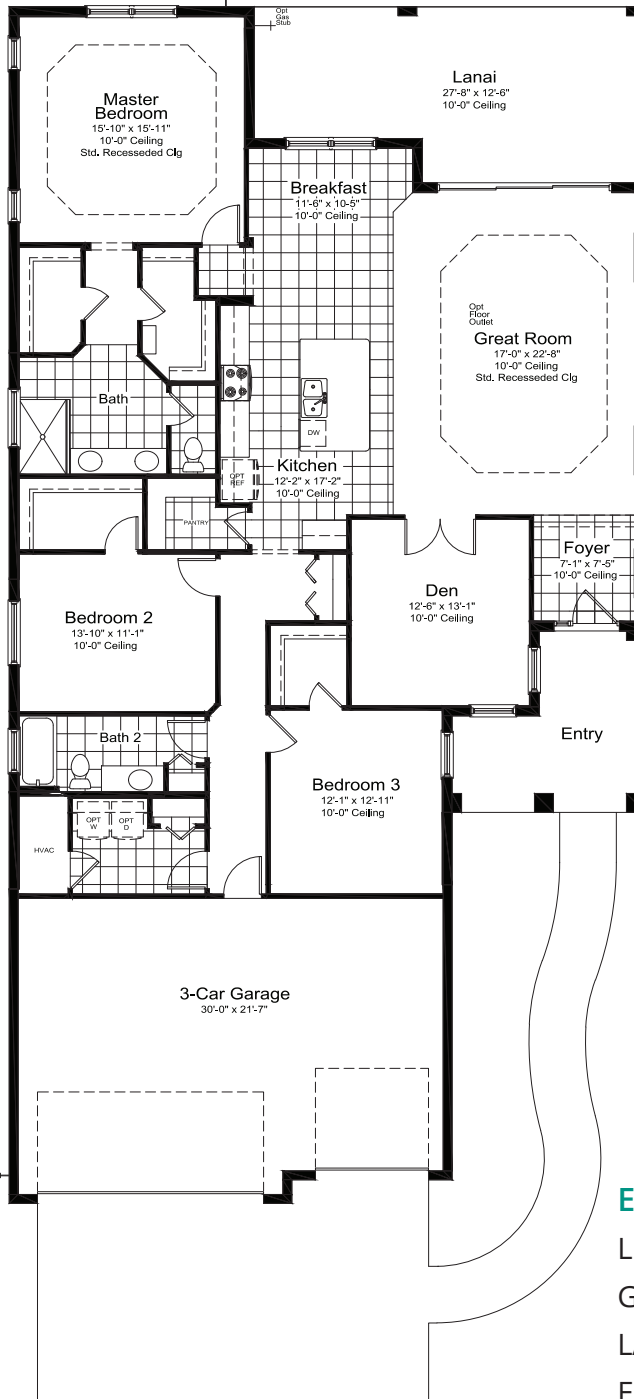 Opt
Gas
Stub
Lanai
27'-8" x 12'-6"
10'-0" Ceiling
Master
Bedroom
15'-10" x 15'-11"
10'-0" Ceiling
Std. Recesseded Clg
Breakfast
11'-6" x 10-5"
10'-0" Ceiling
Opt
Floor
Outlet
Great Room
17'-0" x 22'-8"
10'-0" Ceiling
Std. Recesseded Clg
Bath
DW
Kitchen
12'-2" x 17'-2"
10'-0" Ceiling
OPT
REF
PANTRY
Foyer
7'-1" x 7'-5"
10'-0" Ceiling
Den
12'-6" x 13'-1"
10'-0" Ceiling
Bedroom 2
13'-10" x 11'-1"
10'-0" Ceiling
Bath 2
Entry
Bedroom 3
12'-1" x 12'-11"
10'-0" Ceiling
OPT
W
OPT
D
HVAC
3-Car Garage
30'-0" x 21'-7"
E
L
G